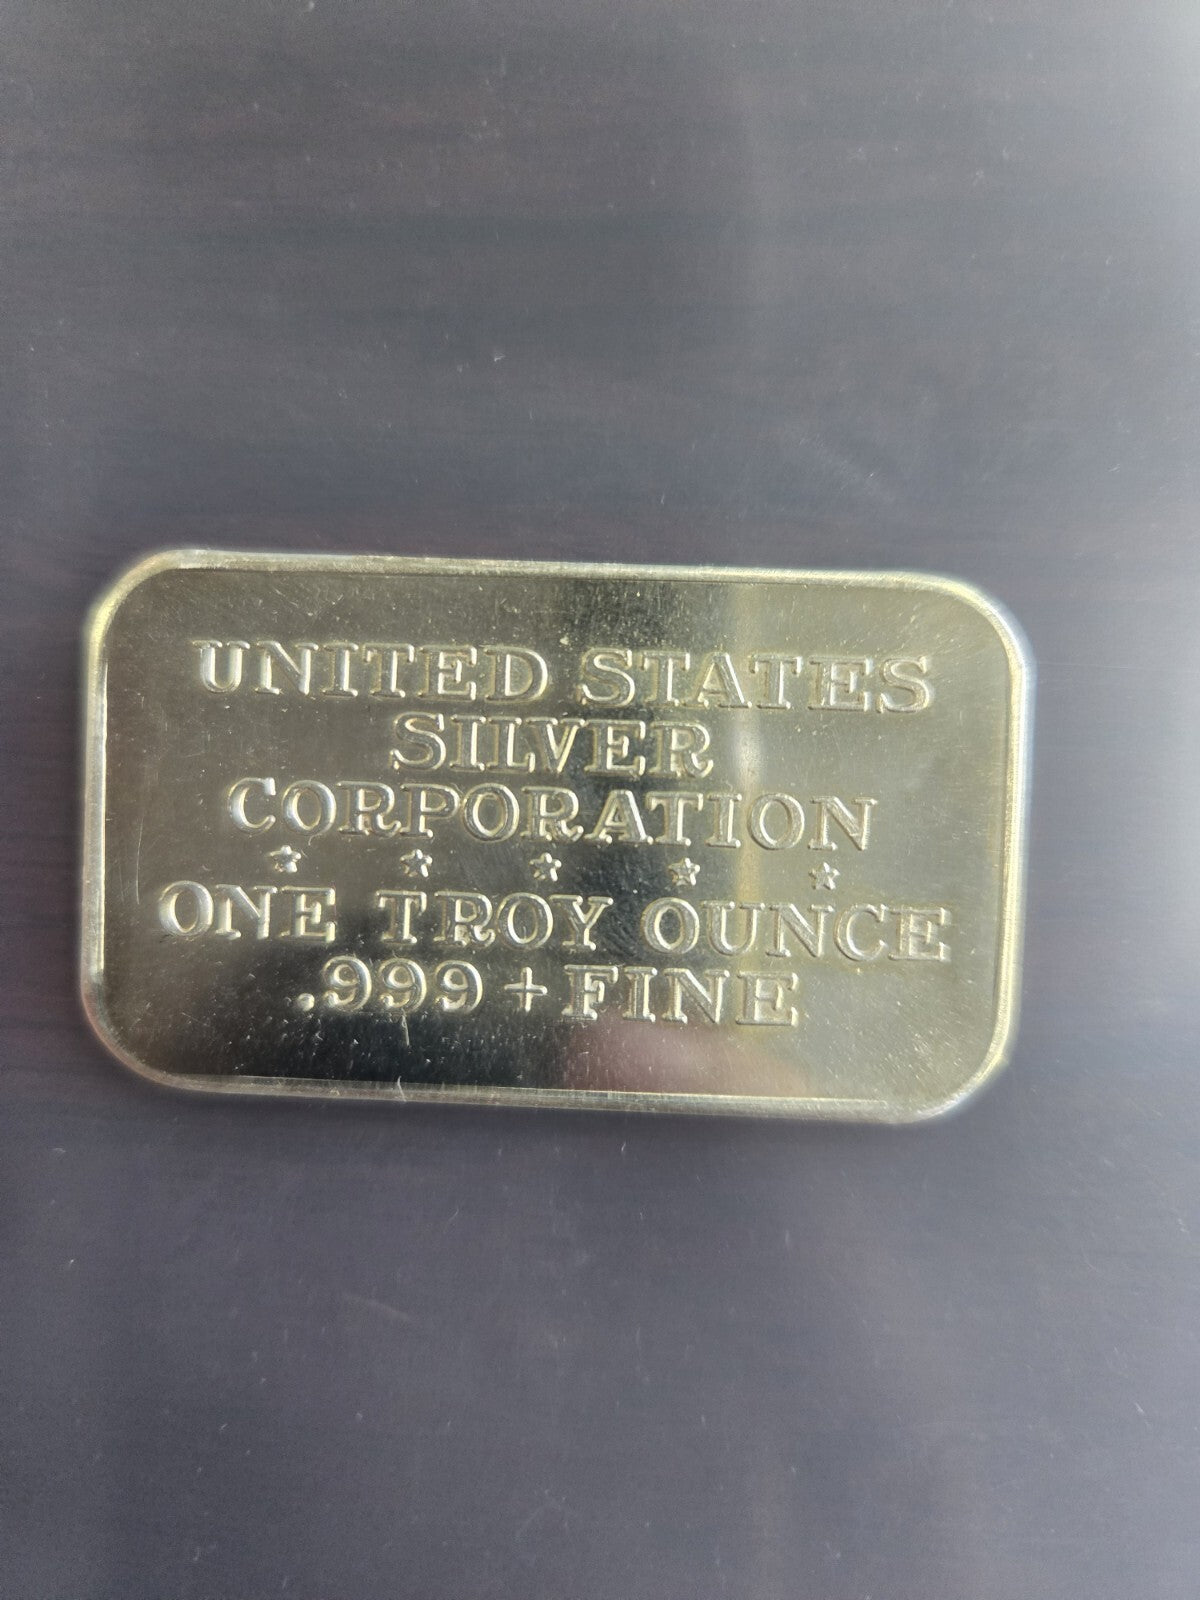 UNITED STATES
SILVER
CORPORATION
★ ★ ★ ★ ★
ONE TROY OUNCE
.999 + FINE